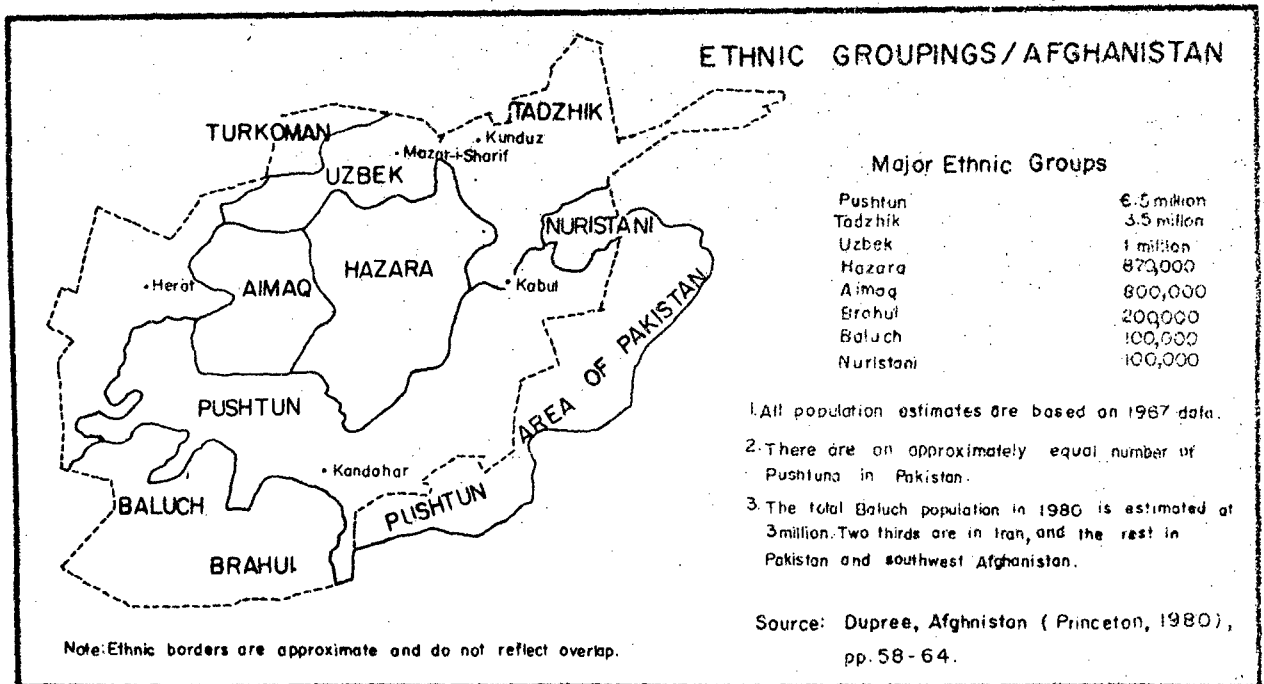 ETHNIC GROUPINGS/AFGHANISTAN
TADZHIK
TURKOMAN
Kunduz
Mazar-i-Sharif
UZBEK
NURISTANI
HAZARA
AIMAQ
Herat
Kabul
PUSHTUN
Kandahar
PUSHTUN AREA OF PAKISTAN
BALUCH
BRAHUI
Note: Ethnic borders are approximate and do not reflect overlap.
Major Ethnic Groups
Pushtun .5 million
Tadzhik 3.5 million
Uzbek 1 million
Hazara 870,000
Aimaq 800,000
Brahui 200,000
Baluch 100,000
Nuristani 100,000
1. All population estimates are based on 1967 data.
2. There are an approximately equal number of
Pushtuns in Pakistan.
3. The total Baluch population in 1980 is estimated at
3 million. Two thirds are in Iran, and the rest in
Pakistan and southwest Afghanistan.
Source: Dupree, Afghnistan (Princeton, 1980),
pp. 58-64.